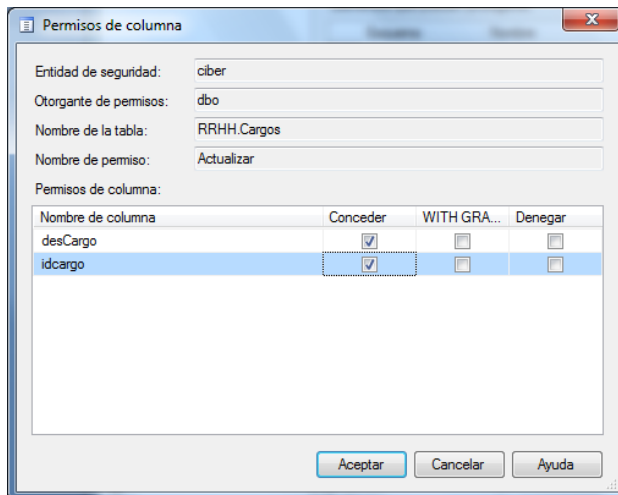 Permisos de columna
Entidad de seguridad: ciber
Otorgante de permisos: dbo
Nombre de la tabla: RRHH.Cargos
Nombre de permiso: Actualizar
Permisos de columna:
Nombre de columna Conceder WITH GRA... Denegar
desCargo
idcargo
Aceptar Cancelar Ayuda